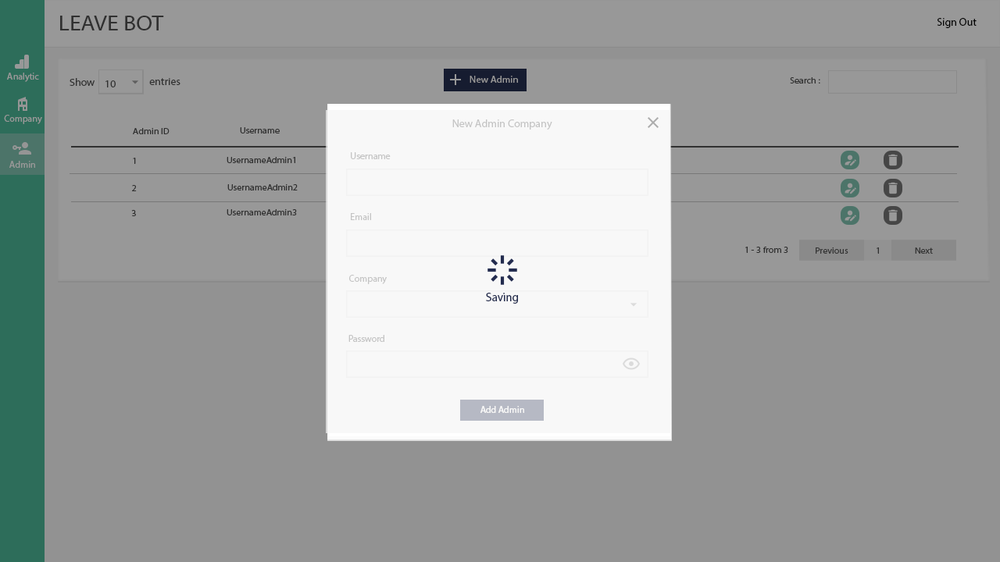 LEAVE BOT
Sign Out
Analytic
Company
Admin
Show 10 entries
New Admin
Search :
Admin ID Username
1 UsernameAdmin1
2 UsernameAdmin2
3 UsernameAdmin3
1 - 3 from 3 Previous 1 Next
New Admin Company
Username
Email
Company
Saving
Password
Add Admin